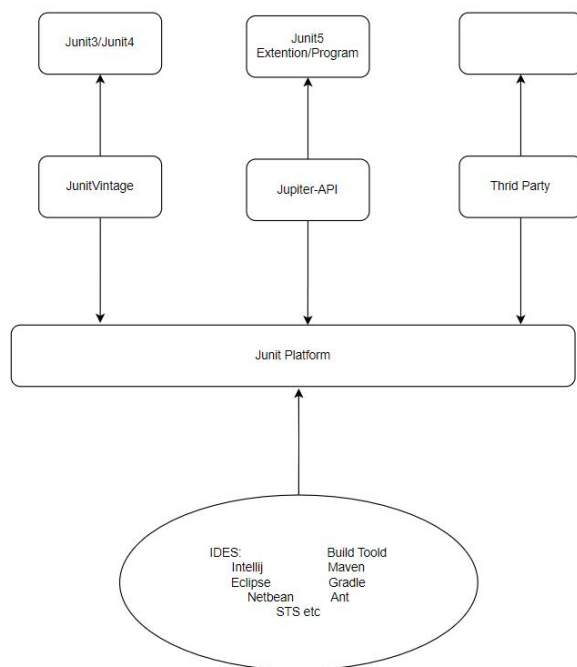 Junit3/Junit4
Junit5
Extention/Program
JunitVintage
Jupiter-API
Thrid Party
Junit Platform
IDES: Build Toold
Intellij Maven
Eclipse Gradle
Netbean Ant
STS etc